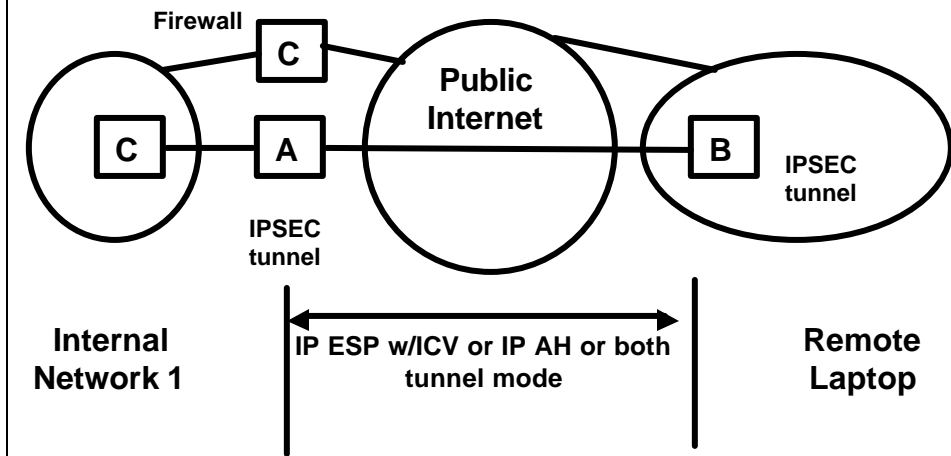 Firewall
C
Public
Internet
C
A
B
IPSEC
tunnel
IPSEC
tunnel
IP ESP w/ICV or IP AH or both
tunnel mode
Internal
Network 1
Remote
Laptop